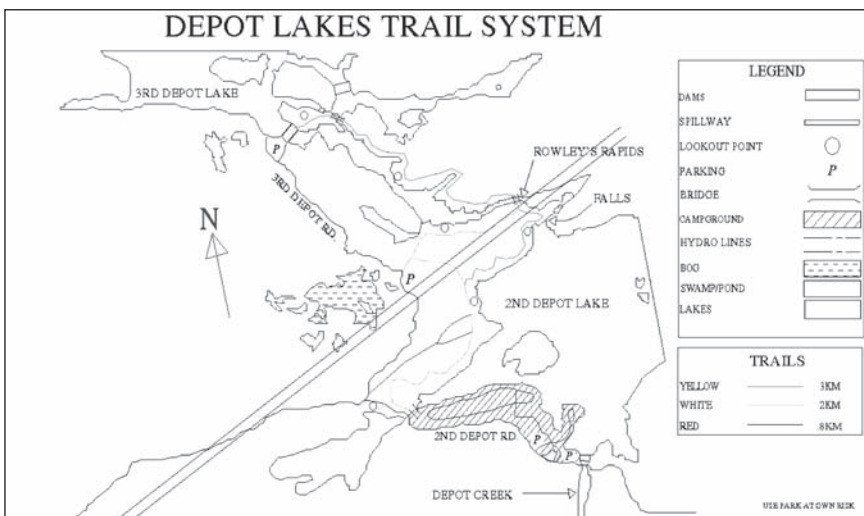 DEPOT LAKES TRAIL SYSTEM
3RD DEPOT LAKE
P
3RD DEPOT RD.
N
ROWLEY'S RAPIDS
FALLS
P
2ND DEPOT LAKE
2ND DEPOT RD.
P
P
DEPOT CREEK
LEGEND
DAMS
SPILLWAY
LOOKOUT POINT
PARKING P
BRIDGE
CAMPGROUND
HYDRO LINES
BOG
SWAMP/POND
LAKES
TRAILS
YELLOW 3KM
WHITE 2KM
RED .8KM
USE PARK AT OWN RISK